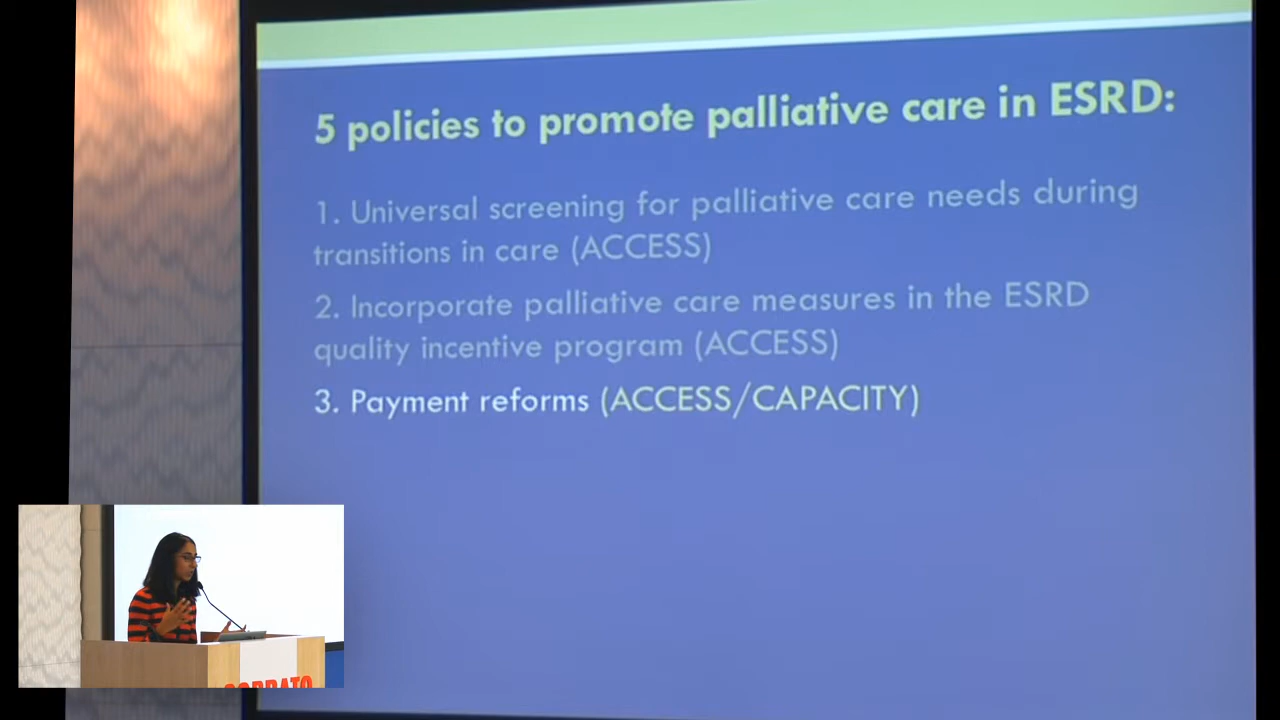 5 policies to promote palliative care in ESRD:
1. Universal screening for palliative care needs during
transitions in care (ACCESS)
2. Incorporate palliative care measures in the ESRD
quality incentive program (ACCESS)
3. Payment reforms (ACCESS/CAPACITY)